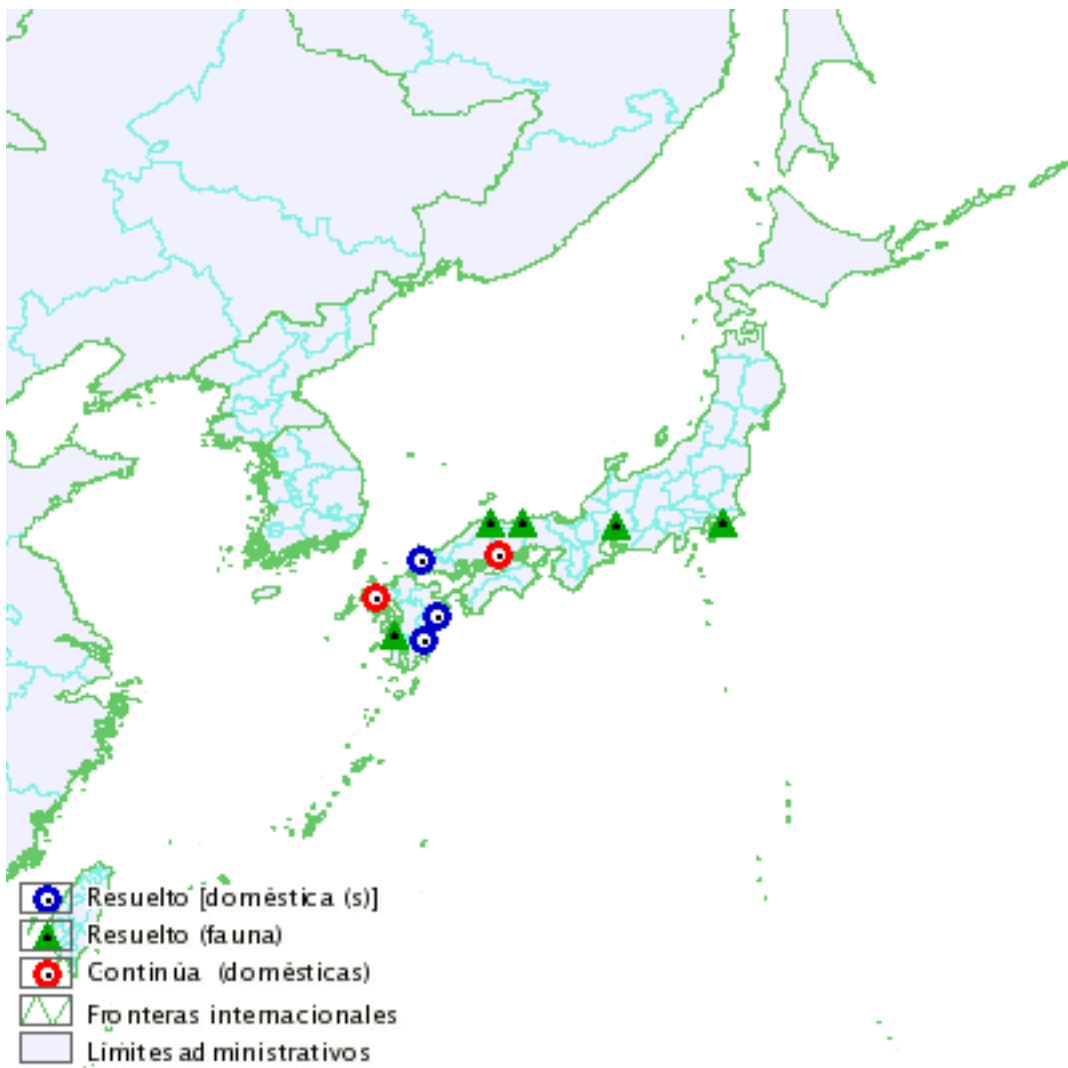 Resuelto [doméstica (s)]
Resuelto (fauna)
Continúa (domésticas)
Fronteras internacionales
Límites administrativos